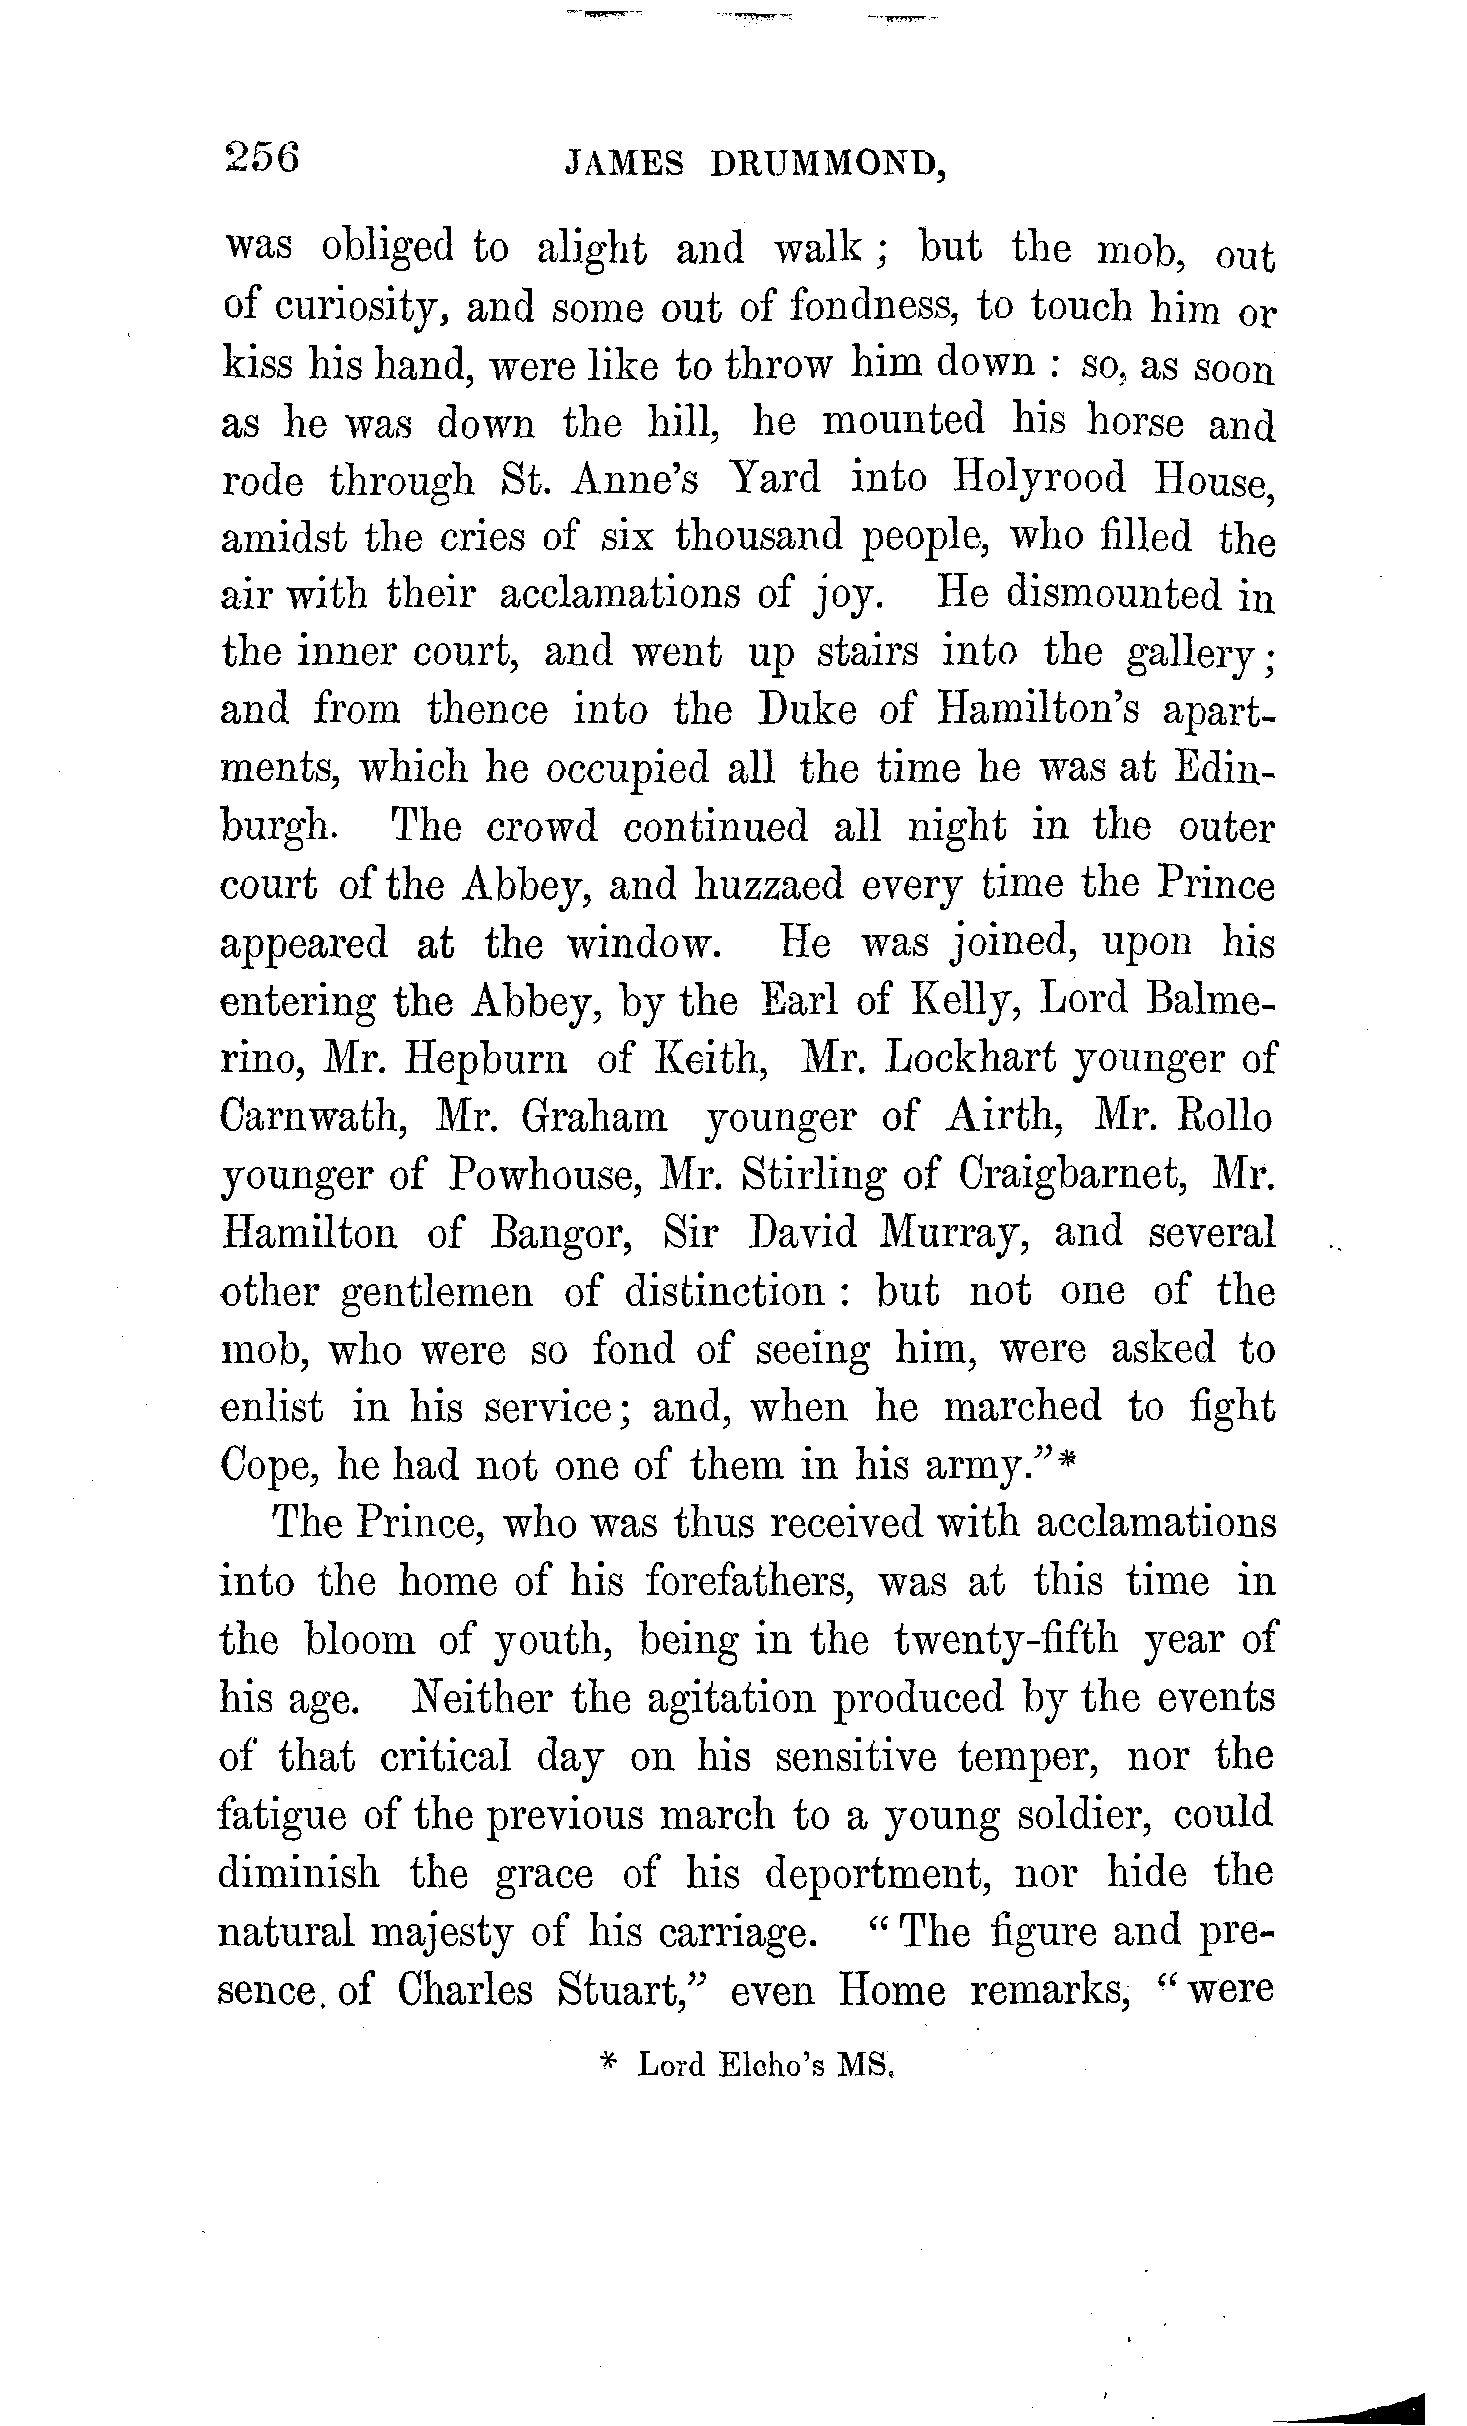 256 JAMES DRUMMOND,
was obliged to alight and walk ; but the mob, out
of curiosity, and some out of fondness, to touch him or
kiss his hand, were like to throw him down : so, as soon
as he was down the hill, he mounted his horse and
rode through St. Anne's Yard into Holyrood House,
amidst the cries of six thousand people, who filled the
air with their acclamations of joy. He dismounted in
the inner court, and went up stairs into the gallery ;
and from thence into the Duke of Hamilton's apart-
ments, which he occupied all the time he was at Edin-
burgh. The crowd continued all night in the outer
court of the Abbey, and huzzaed every time the Prince
appeared at the window. He was joined, upon his
entering the Abbey, by the Earl of Kelly, Lord Balme-
rino, Mr. Hepburn of Keith, Mr. Lockhart younger of
Carnwath, Mr. Graham younger of Airth, Mr. Rollo
younger of Powhouse, Mr. Stirling of Craigbarnet, Mr.
Hamilton of Bangor, Sir David Murray, and several
other gentlemen of distinction : but not one of the
mob, who were so fond of seeing him, were asked to
enlist in his service; and, when he marched to fight
Cope, he had not one of them in his army."*
The Prince, who was thus received with acclamations
into the home of his forefathers, was at this time in
the bloom of youth, being in the twenty-fifth year of
his age. Neither the agitation produced by the events
of that critical day on his sensitive temper, nor the
fatigue of the previous march to a young soldier, could
diminish the grace of his deportment, nor hide the
natural majesty of his carriage. "The figure and pre-
sence of Charles Stuart," even Home remarks, "were
* Lord Elcho's MS.